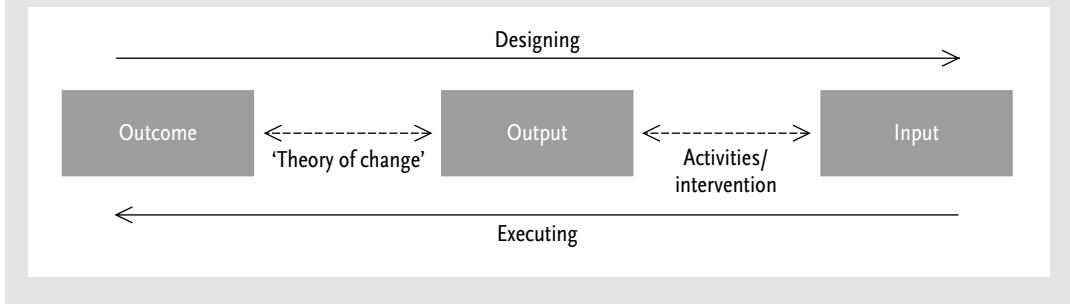 Designing
Outcome
Output
Input
‘Theory of change’
Activities/
intervention
Executing